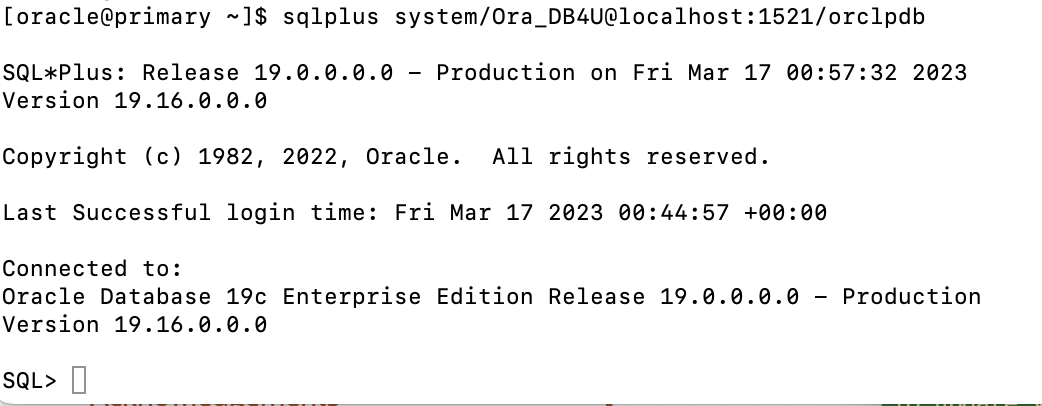 [oracle@primary ~]$ sqlplus system/Ora_DB4U@localhost:1521/orclpdb
SQL*Plus: Release 19.0.0.0.0 – Production on Fri Mar 17 00:57:32 2023
Version 19.16.0.0.0
Copyright (c) 1982, 2022, Oracle.  All rights reserved.
Last Successful login time: Fri Mar 17 2023 00:44:57 +00:00
Connected to:
Oracle Database 19c Enterprise Edition Release 19.0.0.0.0 – Production
Version 19.16.0.0.0
SQL>